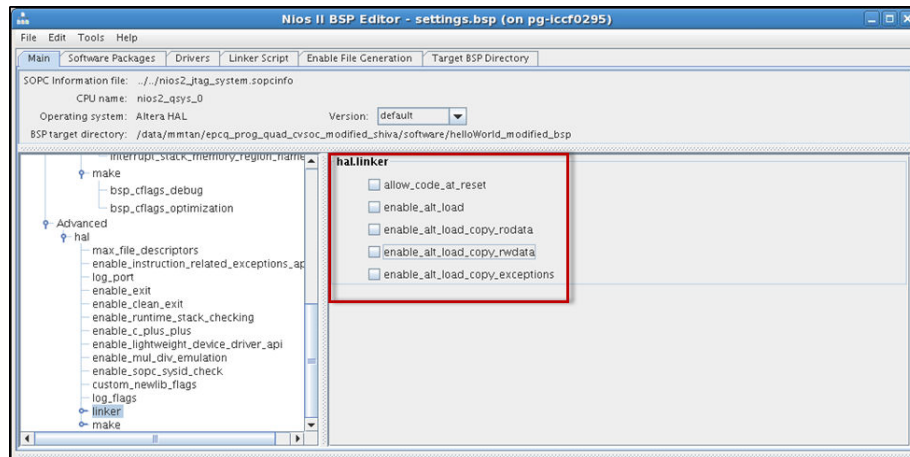 Nios II BSP Editor - settings.bsp (on pg-iccf0295)
File Edit Tools Help
Main Software Packages Drivers Linker Script Enable File Generation Target BSP Directory
SOPC Information file: ../../nios2_jtag_system.sopcinfo
CPU name: nios2_qsys_0
Operating system: Altera HAL Version: default
BSP target directory: /data/mmtan/epcq_prog_quad_cvsoc_modified_shiva/software/helloWorld_modified_bsp
interrupt_stack_memory_region_name
make
bsp_cflags_debug
bsp_cflags_optimization
Advanced
hal
max_file_descriptors
enable_instruction_related_exceptions_ap
log_port
enable_exit
enable_clean_exit
enable_runtime_stack_checking
enable_c_plus_plus
enable_lightweight_device_driver_api
enable_mul_div_emulation
enable_sopc_sysid_check
custom_newlib_flags
log_flags
linker
make
hal.linker
allow_code_at_reset
enable_alt_load
enable_alt_load_copy_rodata
enable_alt_load_copy_rwdata
enable_alt_load_copy_exceptions